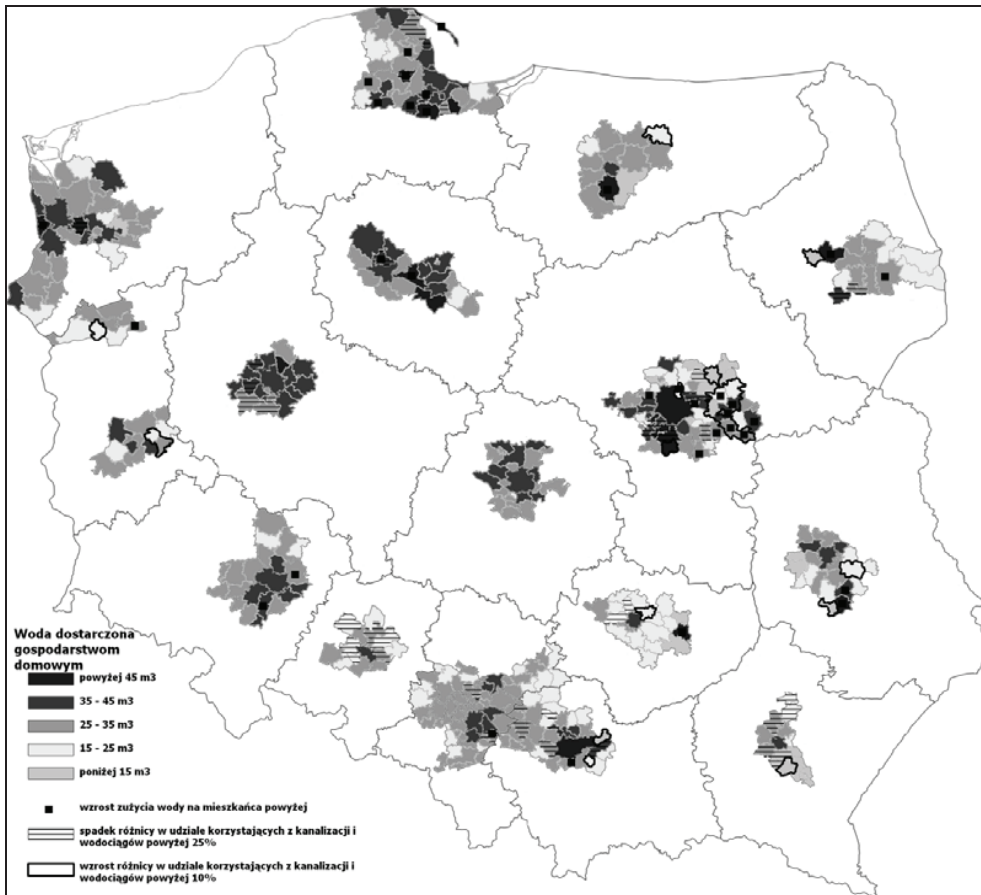 Woda dostarczona
gospodarstwom
domowym
powyżej 45 m3
35 - 45 m3
25 - 35 m3
15 - 25 m3
poniżej 15 m3
wzrost zużycia wody na mieszkańca powyżej
spadek różnicy w udziale korzystających z kanalizacji i
wodociągów powyżej 25%
wzrost różnicy w udziale korzystających z kanalizacji i
wodociągów powyżej 10%